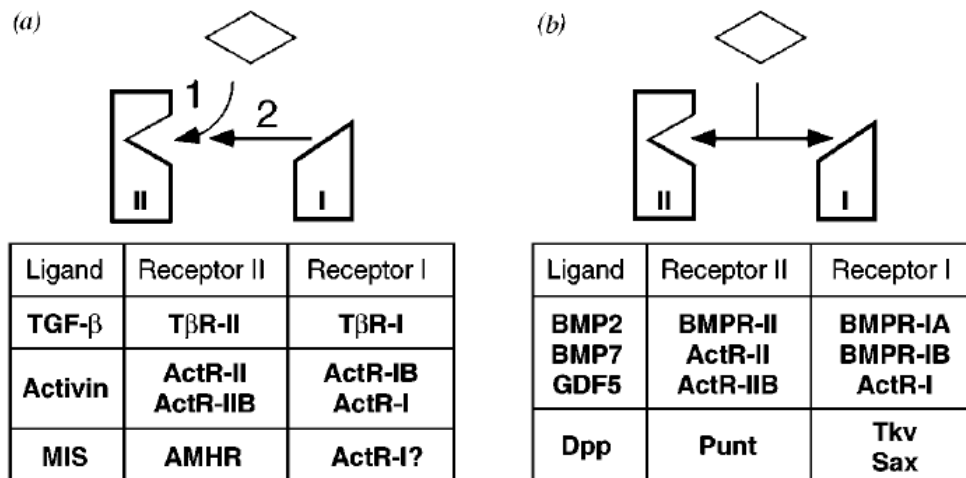 (a)
1
2
II
I
Ligand Receptor II Receptor I
TGF-β TβR-II TβR-I
Activin ActR-II ActR-IB
ActR-IIB ActR-I
MIS AMHR ActR-I?
(b)
II
I
Ligand Receptor II Receptor I
BMP2 BMPR-II BMPR-IA
BMP7 ActR-II BMPR-IB
GDF5 ActR-IIB ActR-I
Dpp Punt Tkv
Sax